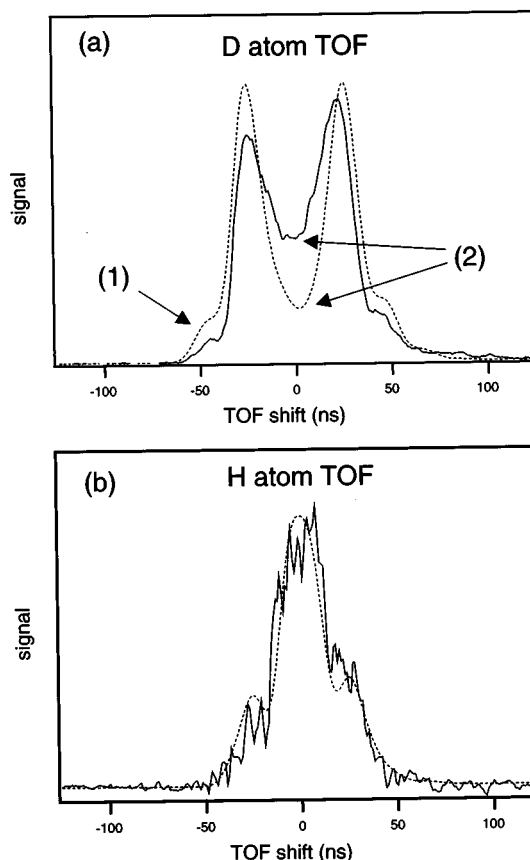 (a)
D atom TOF
signal
(1)
(2)
-100
-50
0
50
100
TOF shift (ns)
(b)
H atom TOF
signal
-100
-50
0
50
100
TOF shift (ns)